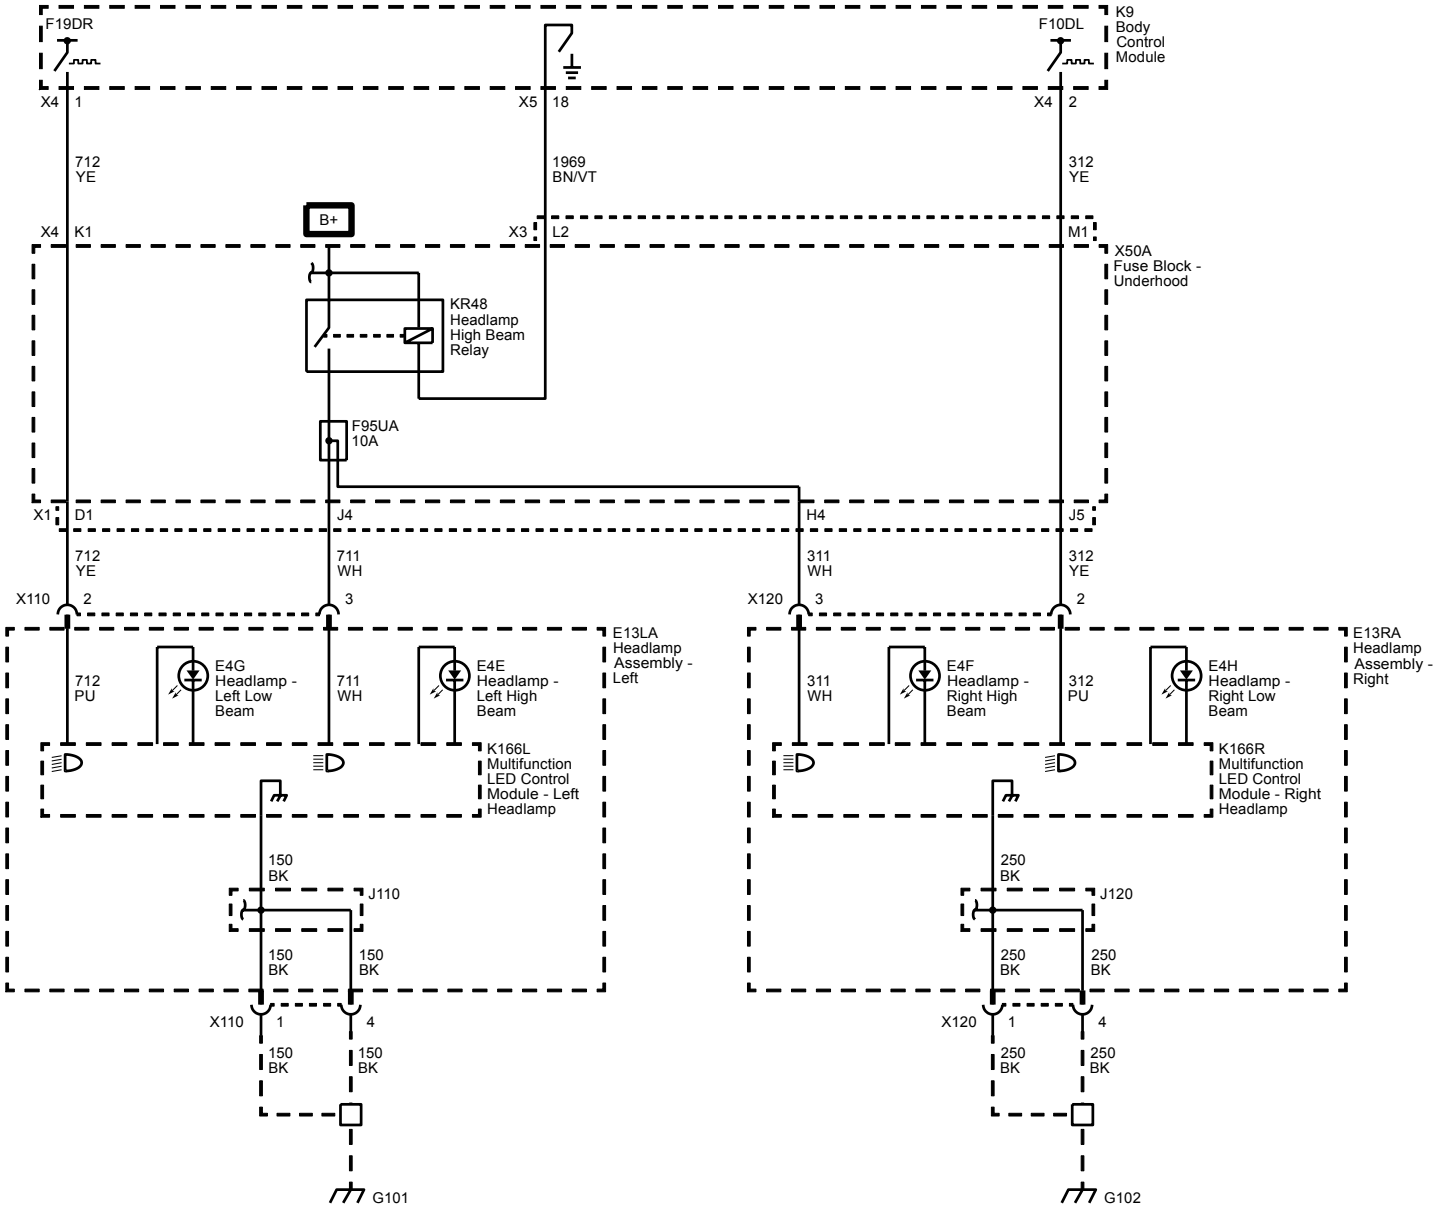 F19DR
F10DL
K9
Body
Control
Module
X4 1
X5 18
X4 2
712
YE
1969
BN/VT
312
YE
B+
X4 K1
X3 L2
M1
X50A
Fuse Block -
Underhood
KR48
Headlamp
High Beam
Relay
F95UA
10A
X1 D1
J4
H4
J5
712
YE
711
WH
311
WH
312
YE
X110 2
3
X120 3
2
E13LA
Headlamp
Assembly -
Left
E13RA
Headlamp
Assembly -
Right
712
PU
E4G
Headlamp -
Left Low
Beam
711
WH
E4E
Headlamp -
Left High
Beam
311
WH
E4F
Headlamp -
Right High
Beam
312
PU
E4H
Headlamp -
Right Low
Beam
K166L
Multifunction
LED Control
Module - Left
Headlamp
K166R
Multifunction
LED Control
Module - Right
Headlamp
150
BK
250
BK
J110
J120
150
BK
150
BK
250
BK
250
BK
X110 1
4
X120 1
4
150
BK
150
BK
250
BK
250
BK
G101
G102